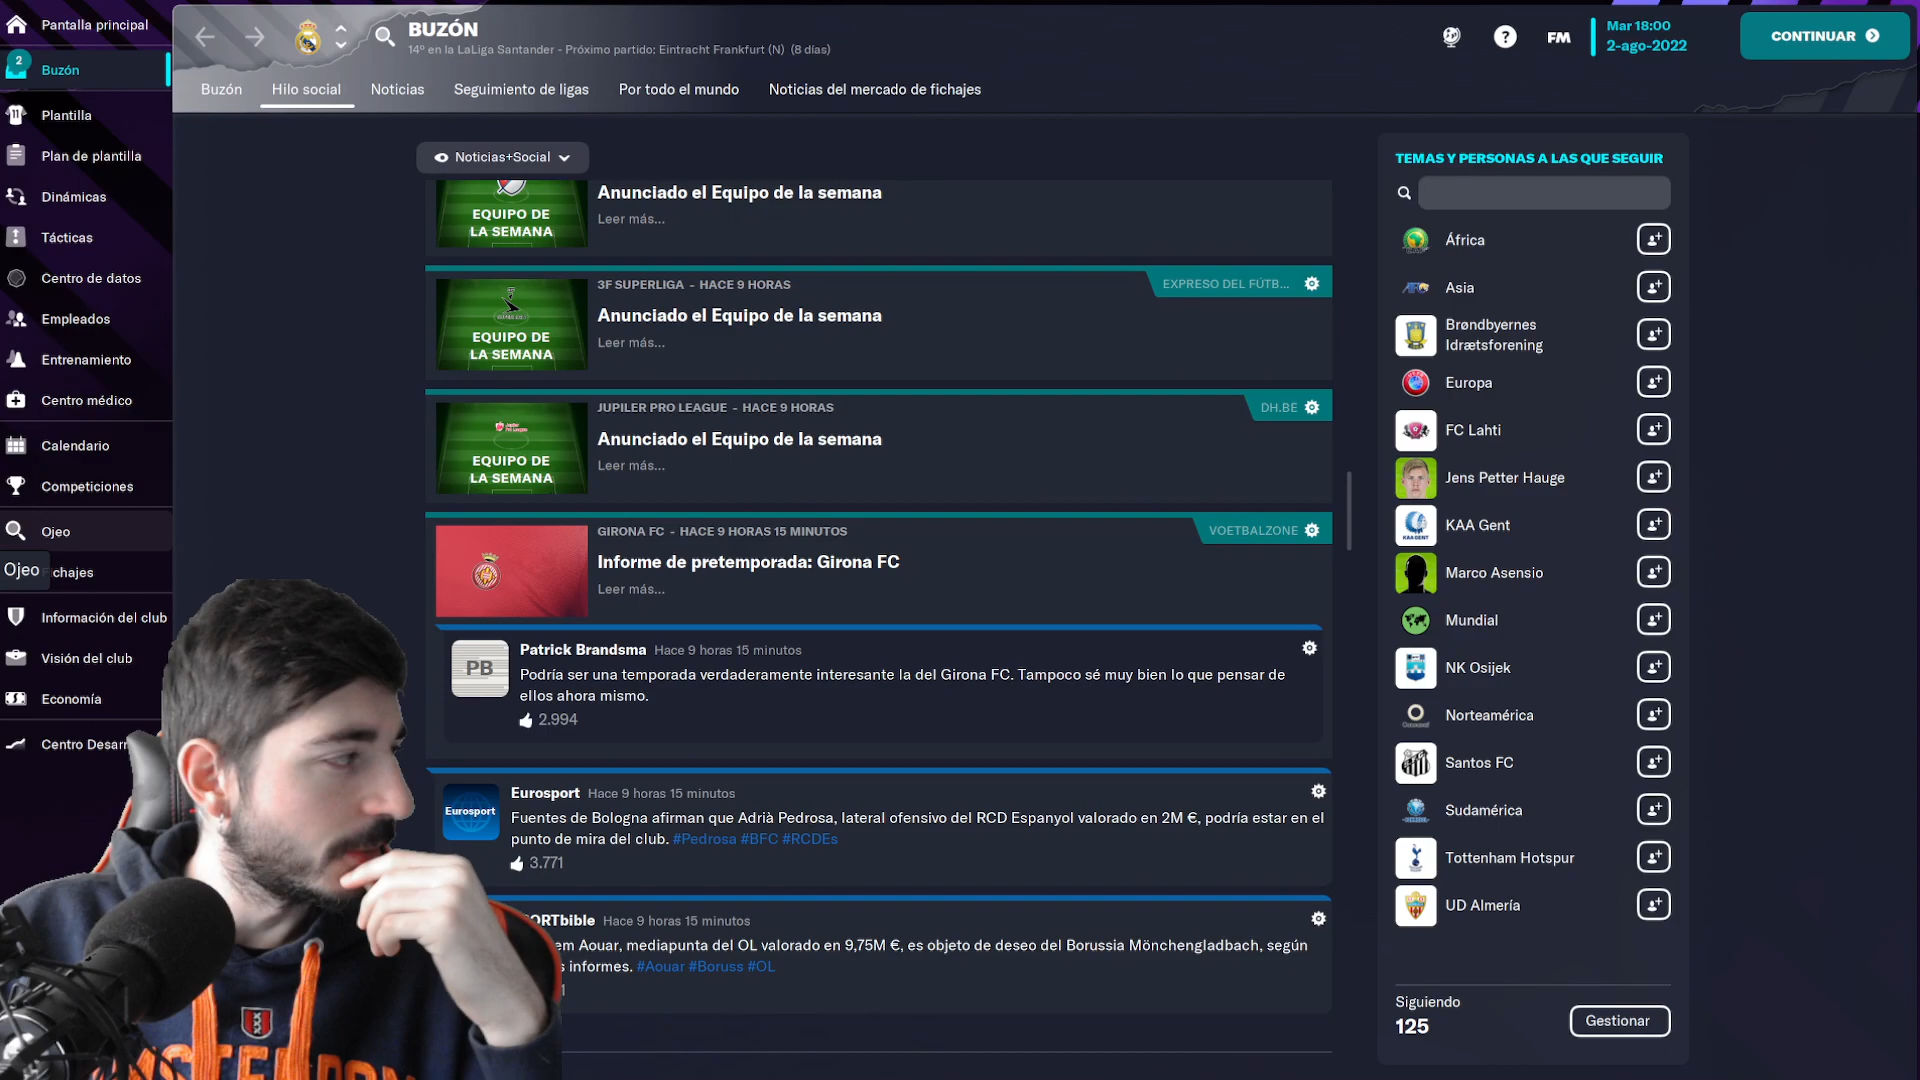 Pantalla principal
2
Buzón
Plantilla
Plan de plantilla
Dinámicas
Tácticas
Centro de datos
Empleados
Entrenamiento
Centro médico
Calendario
Competiciones
Ojeo
Ojeo
Fichajes
Información del club
Visión del club
Economía
Centro Desarr
BUZÓN
14º en la LaLiga Santander - Próximo partido: Eintracht Frankfurt (N) (8 días)
FM
Mar 18:00
2-ago-2022
CONTINUAR
Buzón
Hilo social
Noticias
Seguimiento de ligas
Por todo el mundo
Noticias del mercado de fichajes
Noticias+Social
EQUIPO DE
LA SEMANA
Anunciado el Equipo de la semana
Leer más...
EQUIPO DE
LA SEMANA
3F SUPERLIGA - HACE 9 HORAS
EXPRESO DEL FÚTB...
Anunciado el Equipo de la semana
Leer más...
EQUIPO DE
LA SEMANA
JUPILER PRO LEAGUE - HACE 9 HORAS
DH.BE
Anunciado el Equipo de la semana
Leer más...
GIRONA FC - HACE 9 HORAS 15 MINUTOS
VOETBALZONE
Informe de pretemporada: Girona FC
Leer más...
PB
Patrick Brandsma Hace 9 horas 15 minutos
Podría ser una temporada verdaderamente interesante la del Girona FC. Tampoco sé muy bien lo que pensar de
ellos ahora mismo.
2.994
Eurosport
Eurosport Hace 9 horas 15 minutos
Fuentes de Bologna afirman que Adrià Pedrosa, lateral ofensivo del RCD Espanyol valorado en 2M €, podría estar en el
punto de mira del club. #Pedrosa #BFC #RCDEs
3.771
ORTbible Hace 9 horas 15 minutos
em Aouar, mediapunta del OL valorado en 9,75M €, es objeto de deseo del Borussia Mönchengladbach, según
s informes. #Aouar #Boruss #OL
1
TEMAS Y PERSONAS A LAS QUE SEGUIR
África
Asia
Brøndbyernes
Idrætsforening
Europa
FC Lahti
Jens Petter Hauge
KAA GENT
KAA Gent
Marco Asensio
Mundial
NK Osijek
Norteamérica
Santos FC
Sudamérica
Tottenham Hotspur
UD Almería
Siguiendo
125
Gestionar